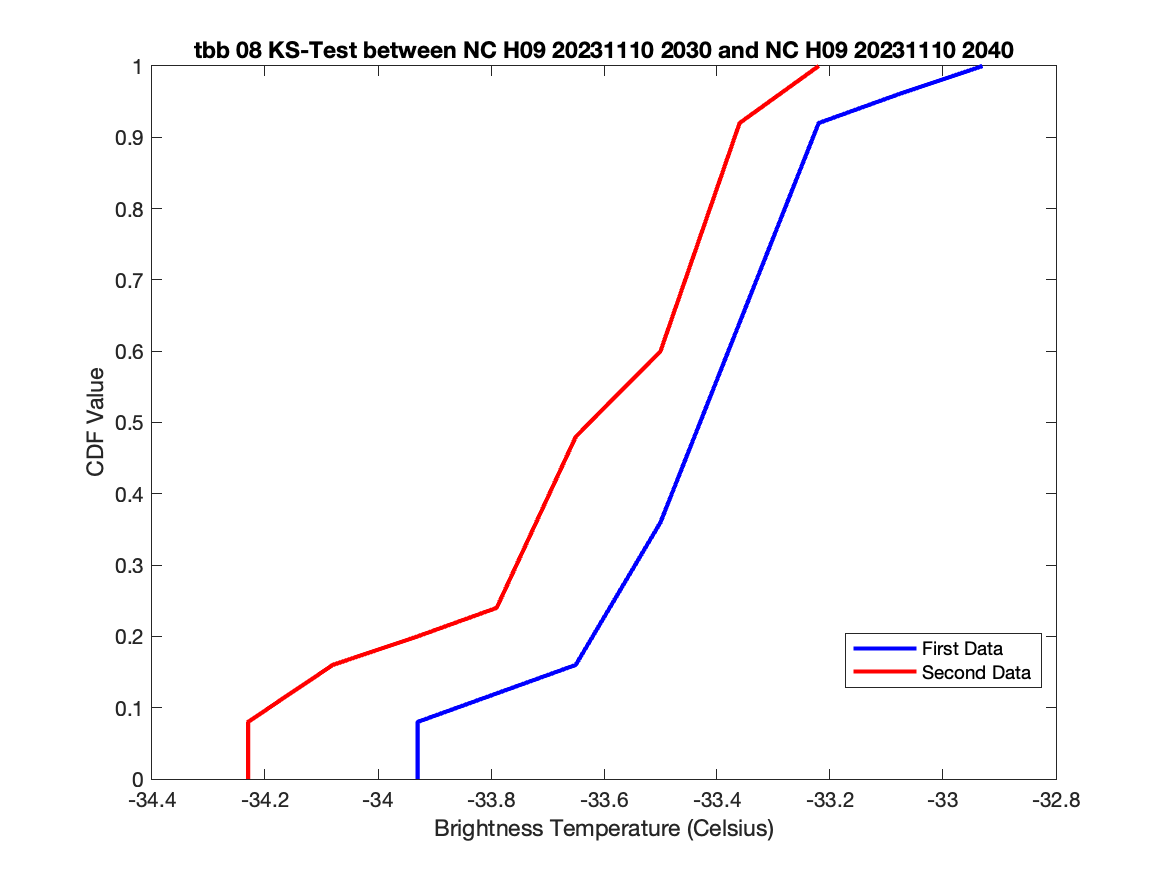 tbb 08 KS-Test between NC H09 20231110 2030 and NC H09 20231110 2040
1
0.9
0.8
0.7
0.6
0.5
0.4
0.3
0.2
0.1
0
CDF Value
First Data
Second Data
-34.4 -34.2 -34 -33.8 -33.6 -33.4 -33.2 -33 -32.8
Brightness Temperature (Celsius)